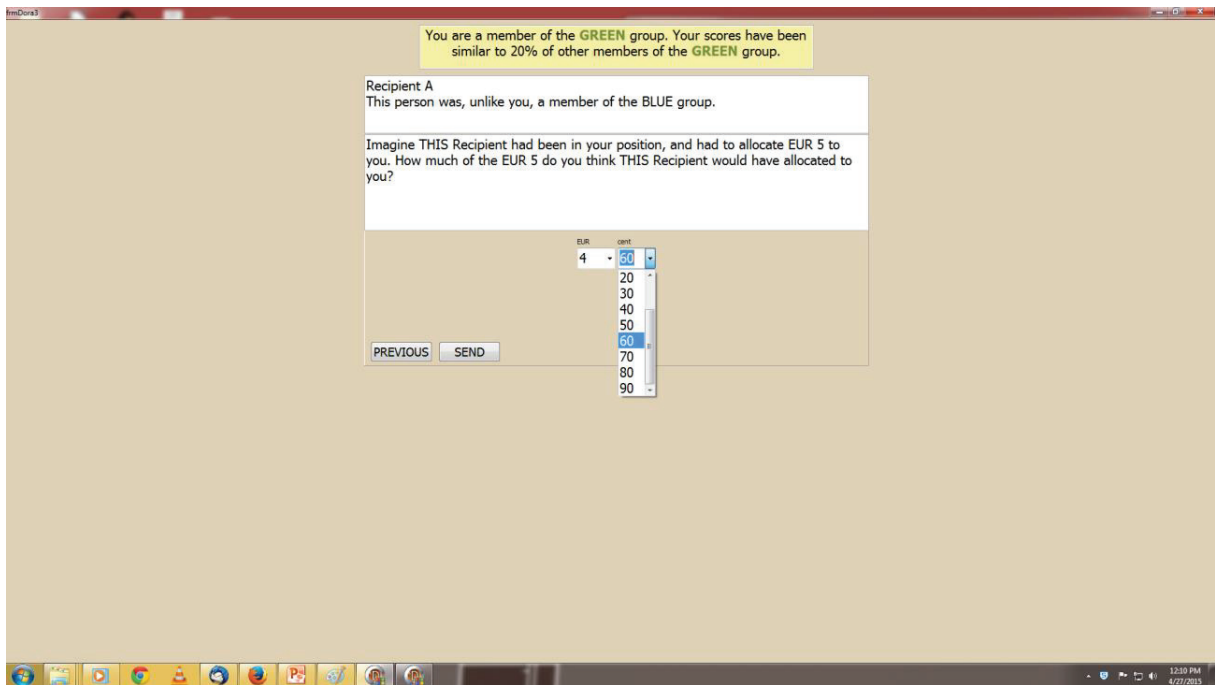 frmDora3
You are a member of the GREEN group. Your scores have been
similar to 20% of other members of the GREEN group.
Recipient A
This person was, unlike you, a member of the BLUE group.
Imagine THIS Recipient had been in your position, and had to allocate EUR 5 to
you. How much of the EUR 5 do you think THIS Recipient would have allocated to
you?
EUR cent
4 60
20
30
40
50
60
70
80
90
PREVIOUS SEND
12:10 PM
4/27/2015